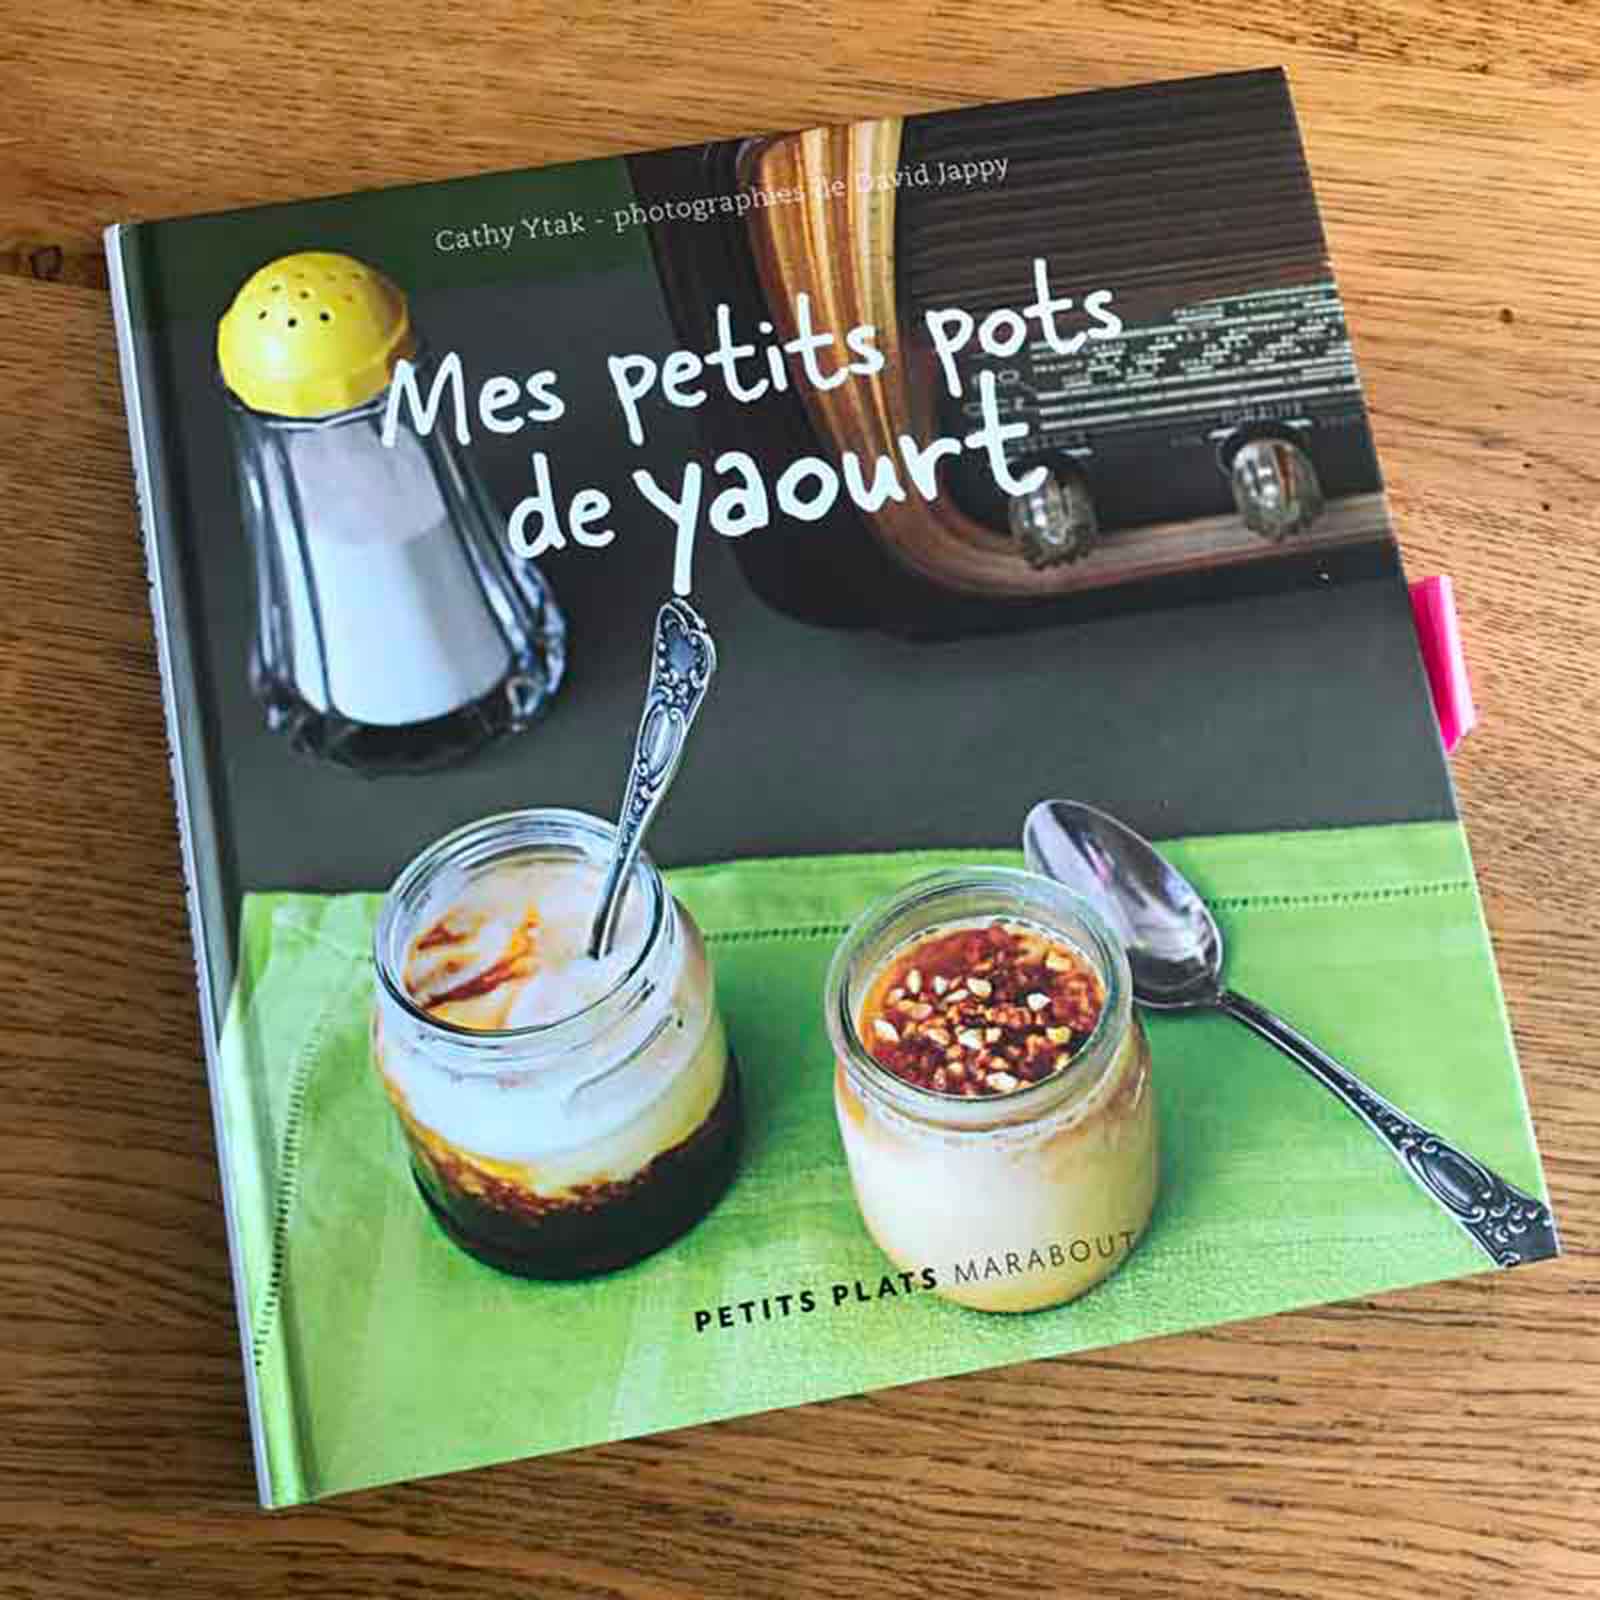 Cathy Ytak - photographies de David Jappy
Mes petits pots
de yaourt
PETITS PLATS MARABOUT